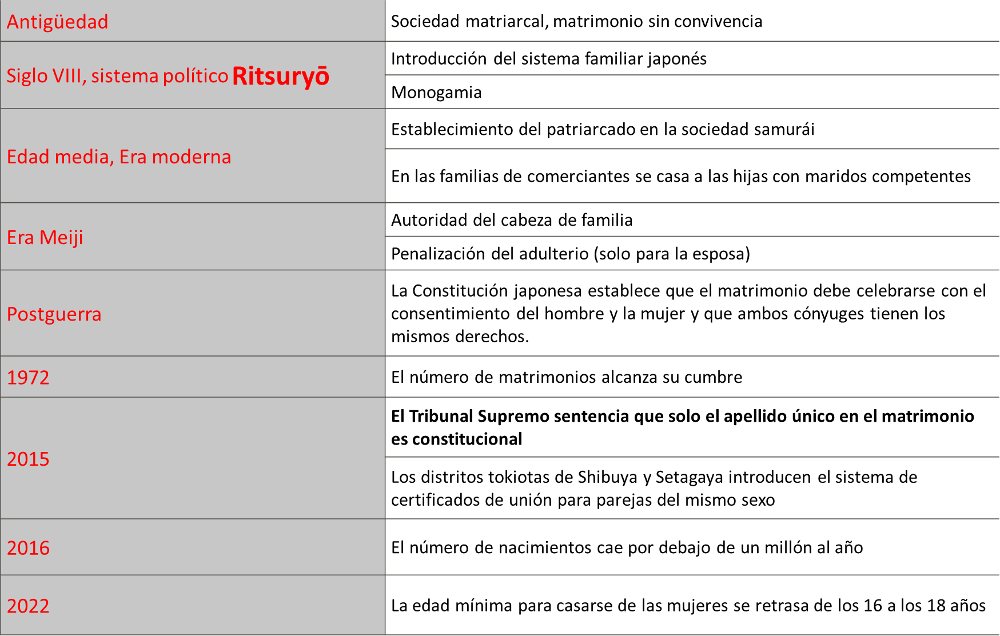 Antigüedad
Sociedad matriarcal, matrimonio sin convivencia
Siglo VIII, sistema político Ritsuryō
Introducción del sistema familiar japonés
Monogamia
Edad media, Era moderna
Establecimiento del patriarcado en la sociedad samurái
En las familias de comerciantes se casa a las hijas con maridos competentes
Era Meiji
Autoridad del cabeza de familia
Penalización del adulterio (solo para la esposa)
Postguerra
La Constitución japonesa establece que el matrimonio debe celebrarse con el
consentimiento del hombre y la mujer y que ambos cónyuges tienen los
mismos derechos.
1972
El número de matrimonios alcanza su cumbre
2015
El Tribunal Supremo sentencia que solo el apellido único en el matrimonio
es constitucional
Los distritos tokiotas de Shibuya y Setagaya introducen el sistema de
certificados de unión para parejas del mismo sexo
2016
El número de nacimientos cae por debajo de un millón al año
2022
La edad mínima para casarse de las mujeres se retrasa de los 16 a los 18 años